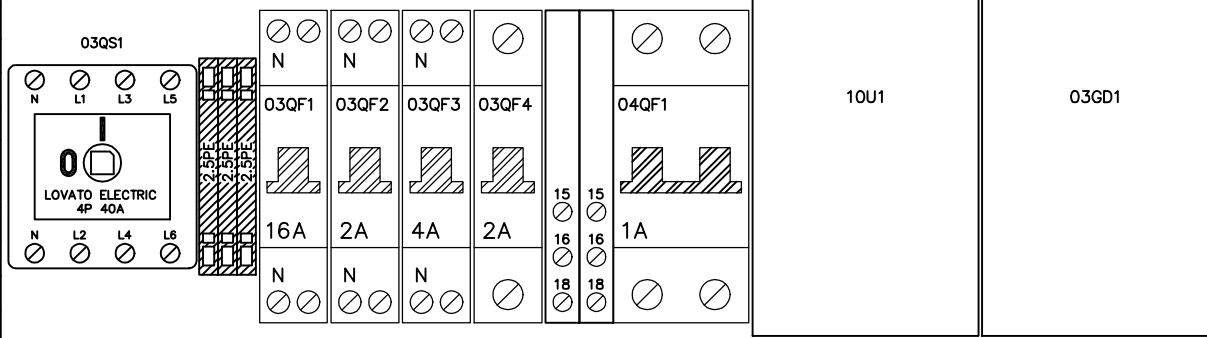 03QS1
N L1 L3 L5
LOVATO ELECTRIC
4P 40A
N L2 L4 L6
2.5PE
2.5PE
2.5PE
N
03QF1
16A
N
N
03QF2
2A
N
N
03QF3
4A
N
03QF4
2A
15
16
18
15
16
18
04QF1
1A
10U1
03GD1